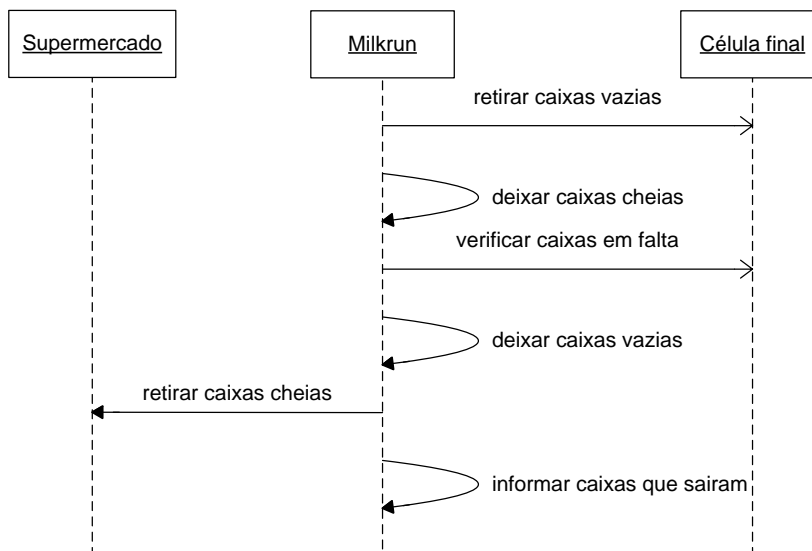 Supermercado
Milkrun
Célula final
retirar caixas vazias
deixar caixas cheias
verificar caixas em falta
deixar caixas vazias
retirar caixas cheias
informar caixas que sairam